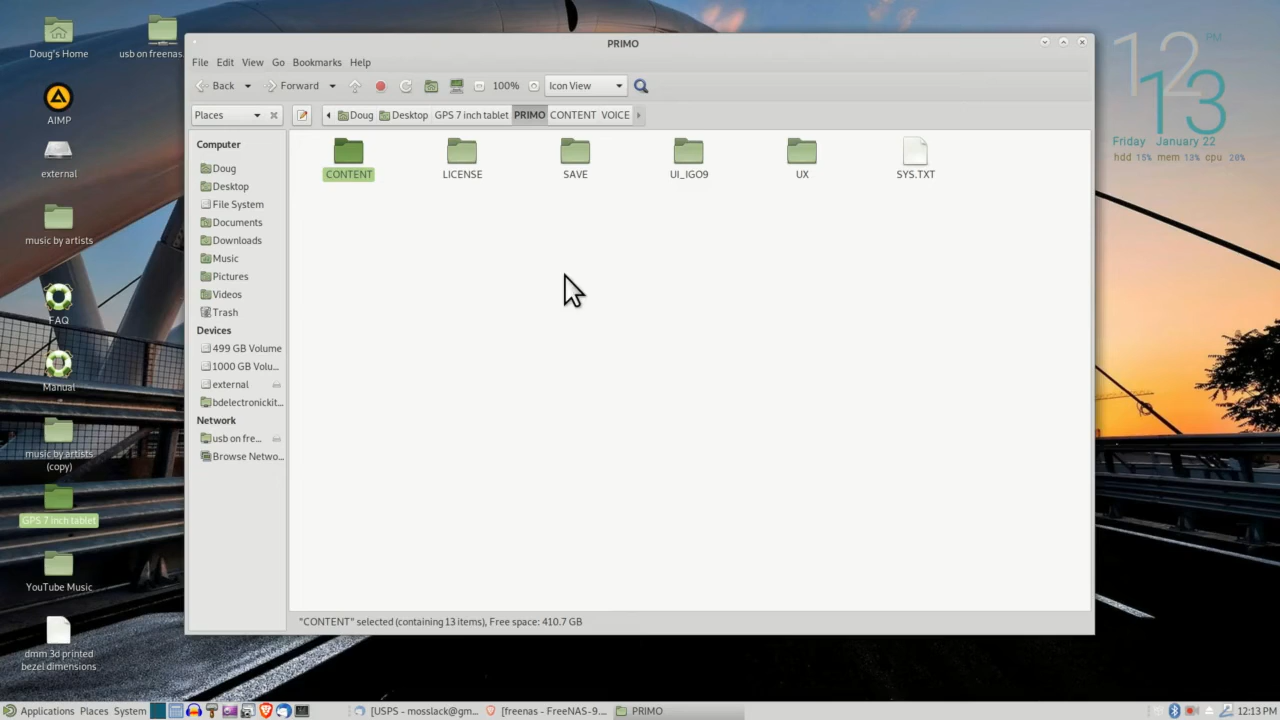 Doug's Home
usb on freenas
AIMP
external
music by artists
FAQ
Manual
music by artists
(copy)
GPS 7 inch tablet
YouTube Music
dmm 3d printed
bezel dimensions
PRIMO
File Edit View Go Bookmarks Help
Back Forward 100% Icon View
Places Doug Desktop GPS 7 inch tablet PRIMO CONTENT VOICE
Computer
Doug
Desktop
File System
Documents
Downloads
Music
Pictures
Videos
Trash
Devices
499 GB Volume
1000 GB Volu...
external
bdelectronickit...
Network
usb on fre...
Browse Netwo...
CONTENT LICENSE SAVE UI_IGO9 UX SYS.TXT
"CONTENT" selected (containing 13 items), Free space: 410.7 GB
12 PM
13
Friday January 22
hdd 15% mem 13% cpu 20%
Applications Places System [USPS - mosslack@gm... [freenas - FreeNAS-9.... PRIMO 12:13 PM